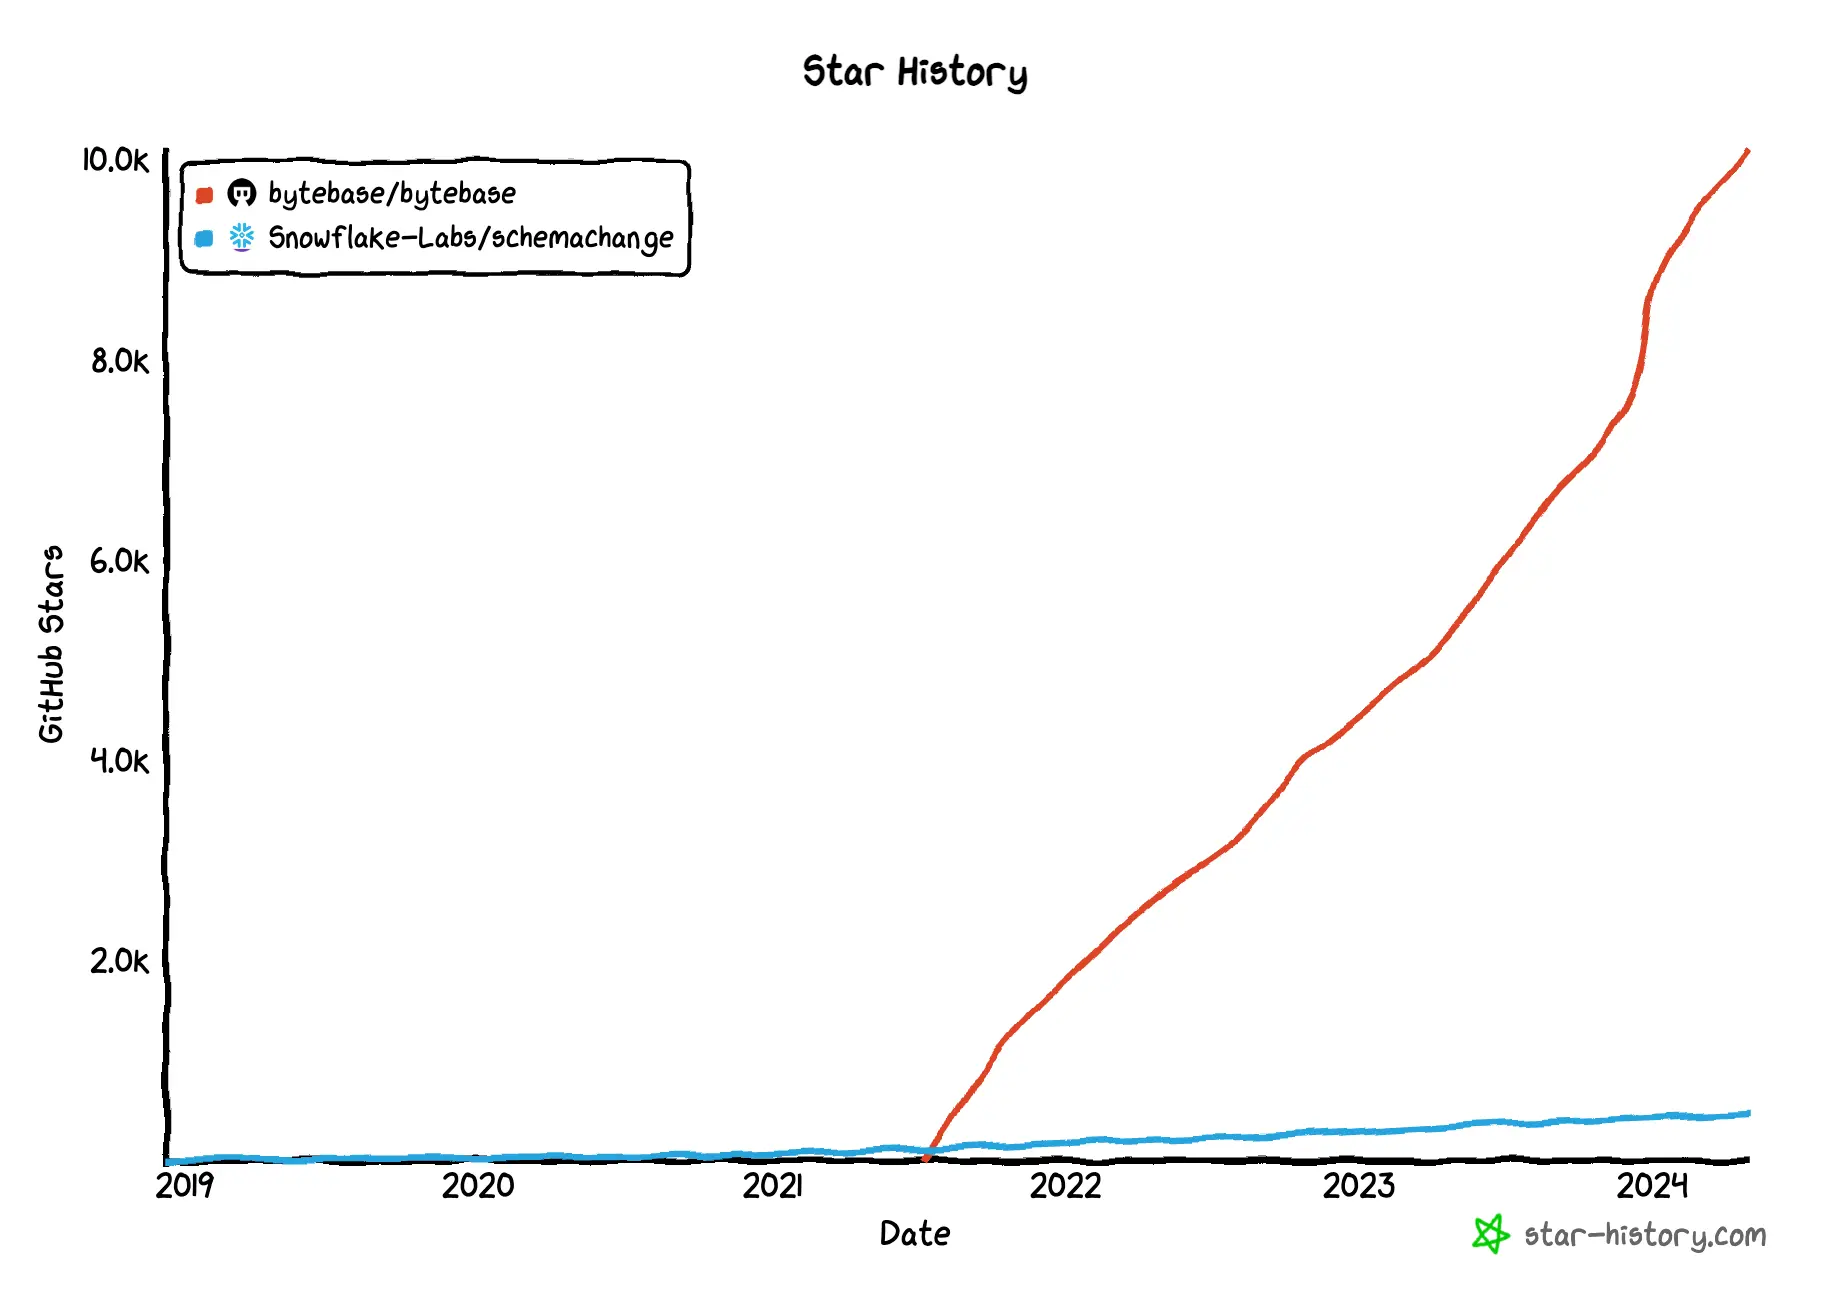 Star History
bytebase/bytebase
Snowflake-Labs/schemachange
10.0k
8.0k
6.0k
4.0k
2.0k
GitHub Stars
2019 2020 2021 2022 2023 2024
Date
star-history.com